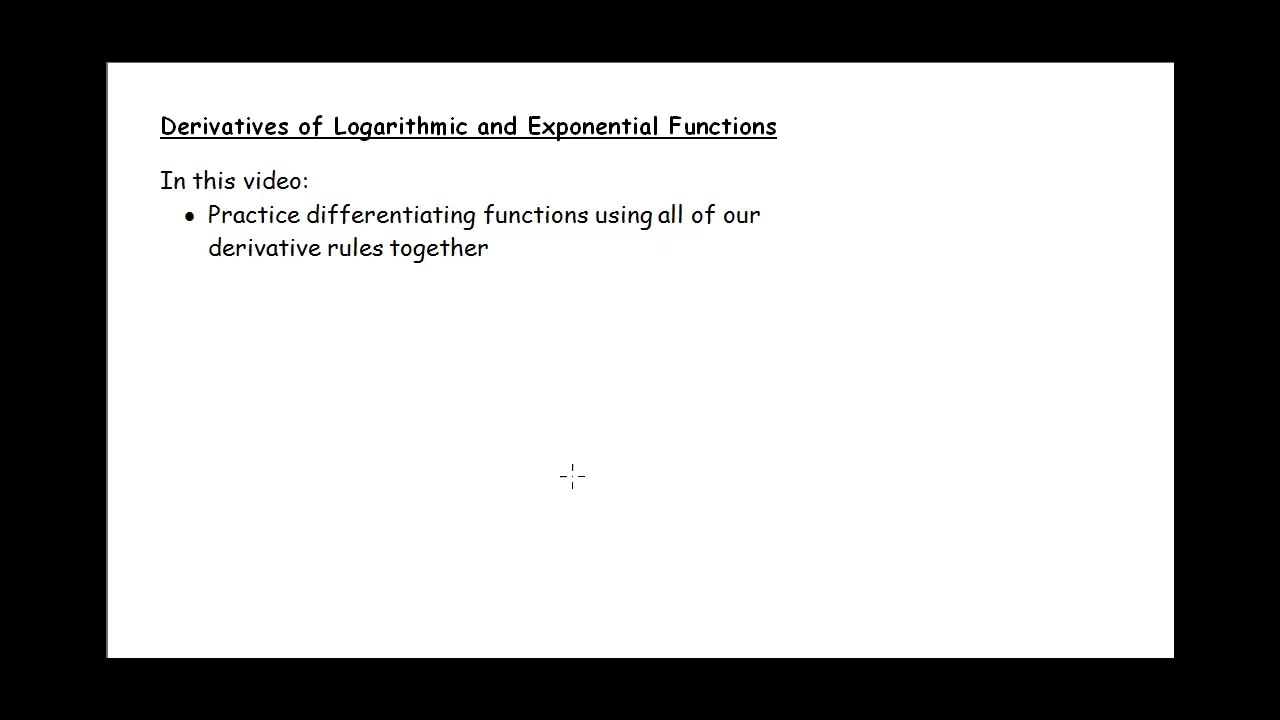 Derivatives of Logarithmic and Exponential Functions
In this video:
• Practice differentiating functions using all of our
derivative rules together